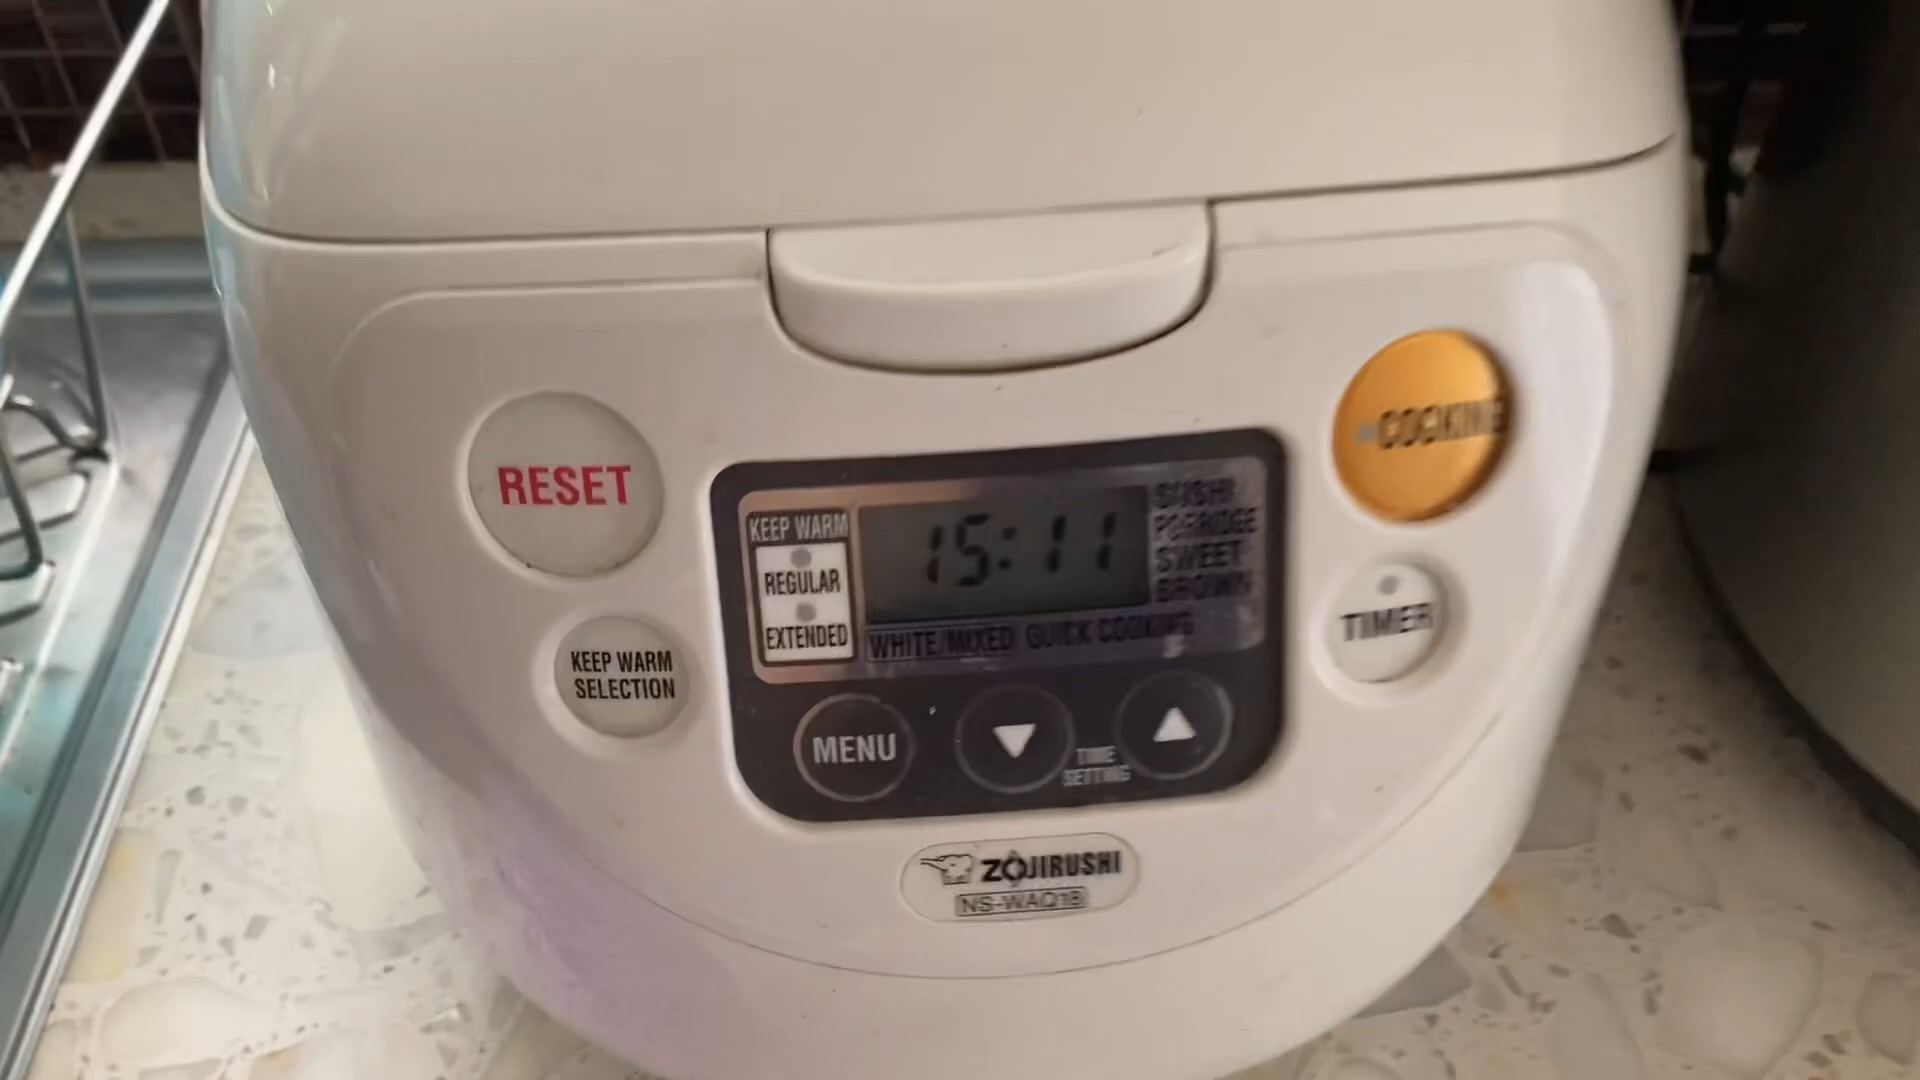 RESET
COOKING
KEEP WARM
REGULAR
EXTENDED
15:11
SUSHI
PORRIDGE
SWEET
BROWN
WHITE/MIXED QUICK COOKING
TIMER
KEEP WARM
SELECTION
MENU
TIME
SETTING
ZOJIRUSHI
NS-WAQ18